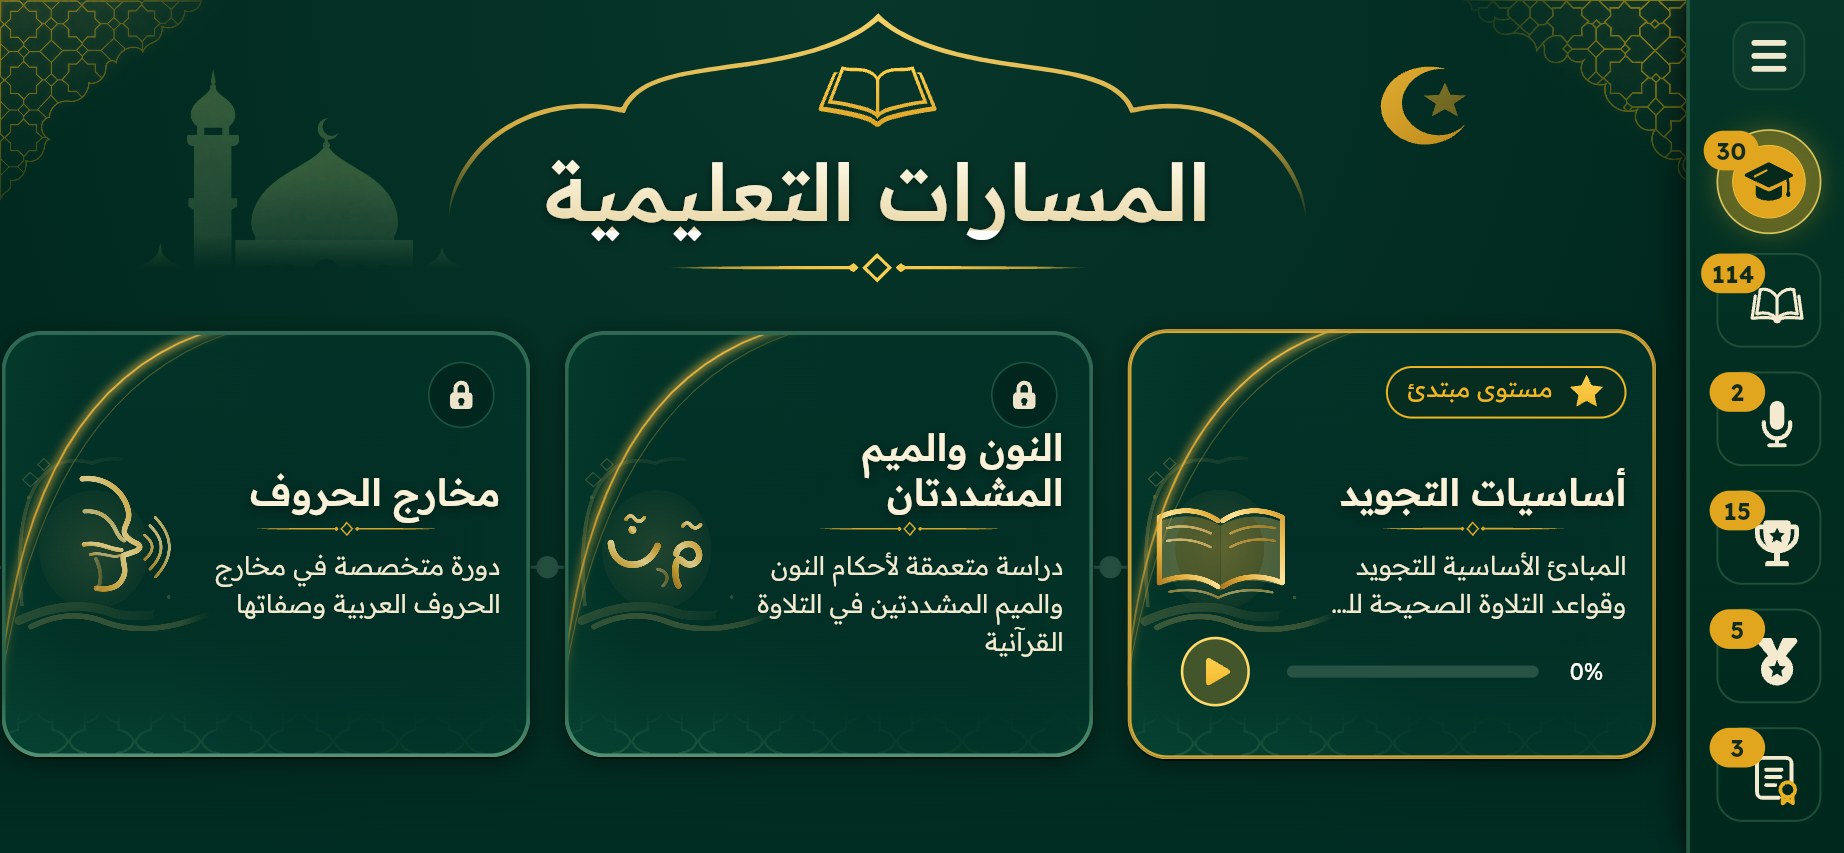 المسارات التعليمية
مستوى مبتدئ
أساسيات التجويد
المبادئ الأساسية للتجويد
وقواعد التلاوة الصحيحة للـ...
0%
النون والميم
المشددتان
دراسة متعمقة لأحكام النون
والميم المشددتين في التلاوة
القرآنية
مّ نّ
مخارج الحروف
دورة متخصصة في مخارج
الحروف العربية وصفاتها
30
114
2
15
5
3